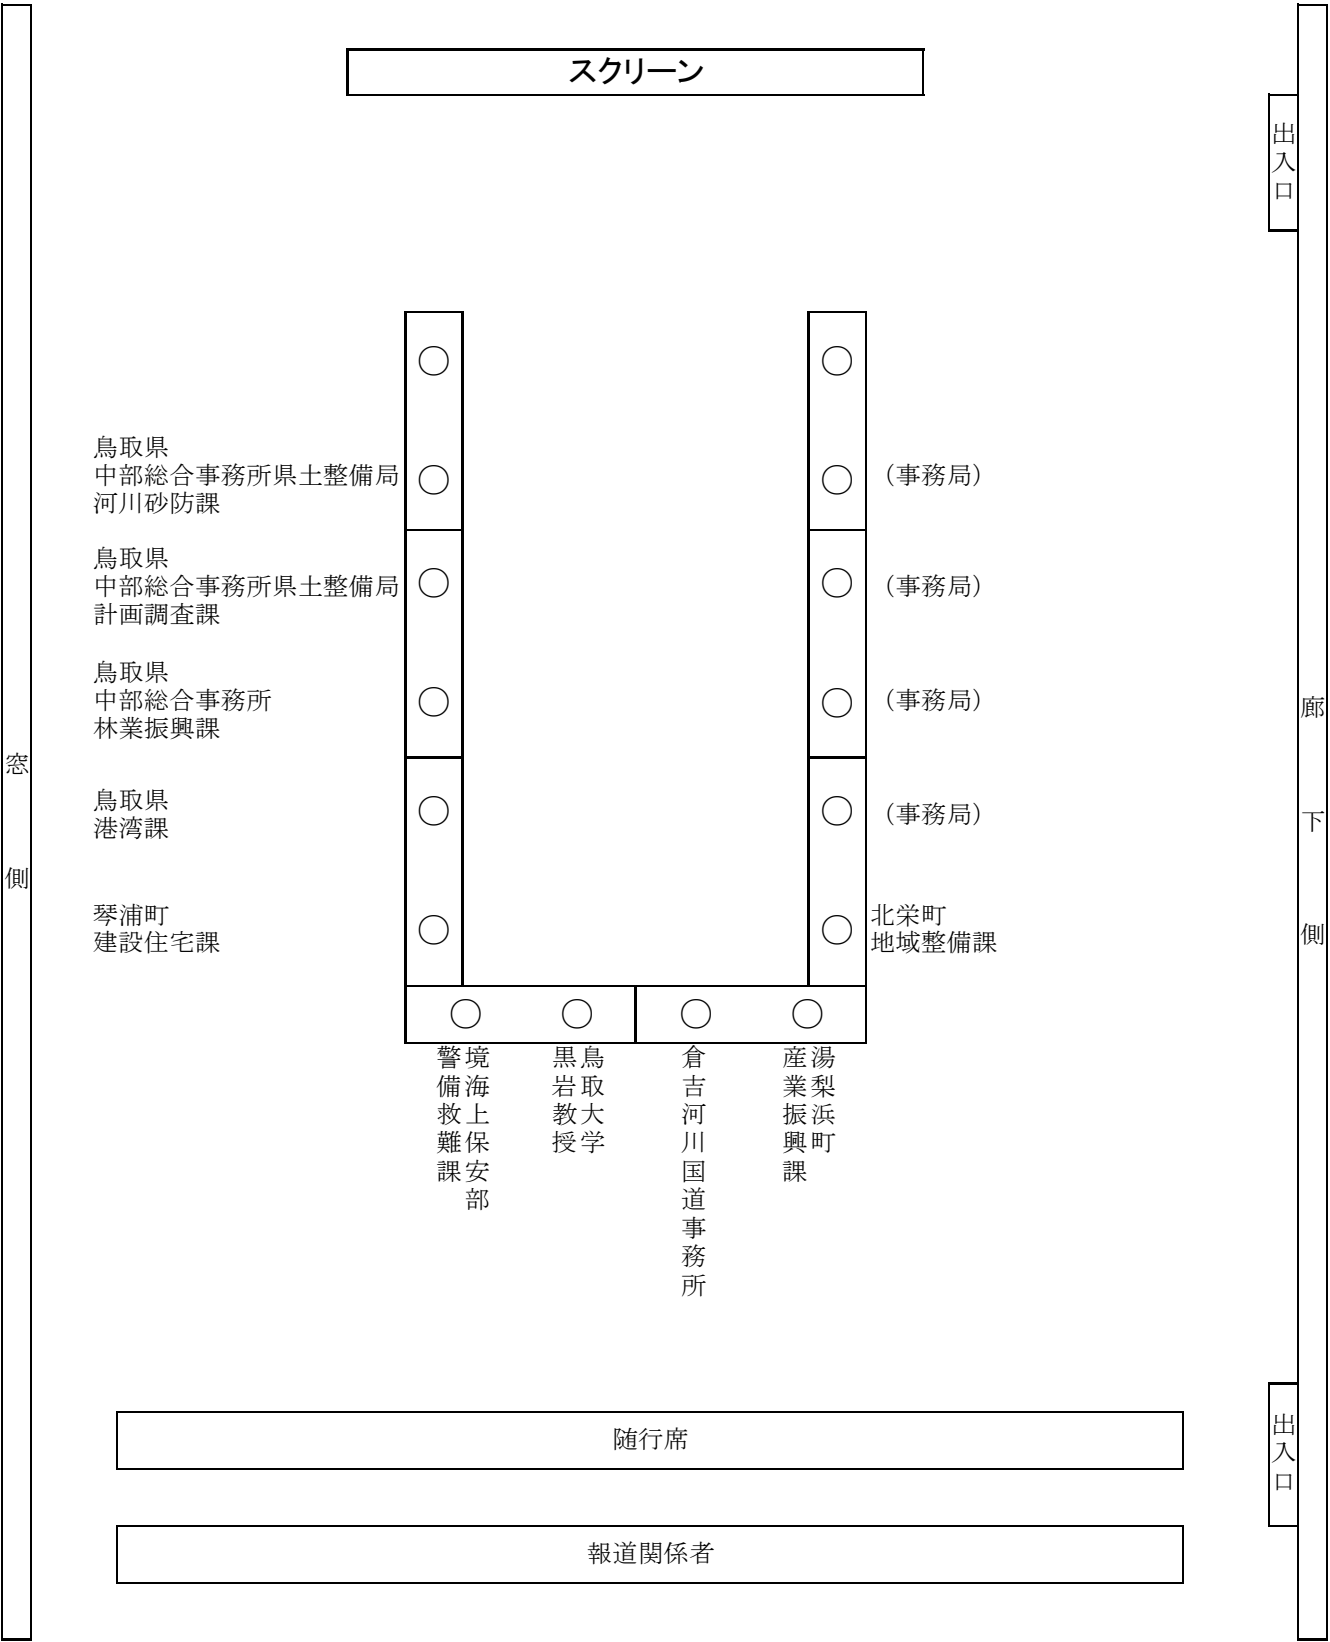 スクリーン
出入口
鳥取県
中部総合事務所県土整備局
河川砂防課
（事務局）
鳥取県
中部総合事務所県土整備局
計画調査課
（事務局）
鳥取県
中部総合事務所
林業振興課
（事務局）
窓側
廊下側
鳥取県
港湾課
（事務局）
琴浦町
建設住宅課
北栄町
地域整備課
境海上保安部
警備救難課
鳥取大学
黒岩教授
倉吉河川国道事務所
湯梨浜町
産業振興課
出入口
随行席
報道関係者